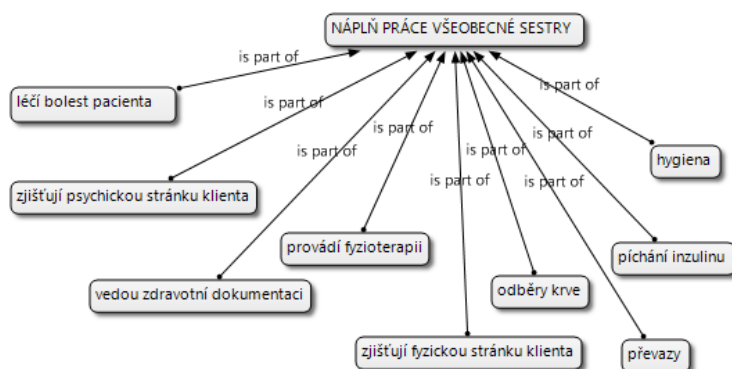 NÁPLŇ PRÁCE VŠEOBECNÉ SESTRY
is part of
léčí bolest pacienta
is part of
is part of
is part of
is part of
hygiena
is part of
is part of
is part of
is part of
zjišťují psychickou stránku klienta
provádí fyzioterapii
píchání inzulinu
vedou zdravotní dokumentaci
odběry krve
zjišťují fyzickou stránku klienta
převazy